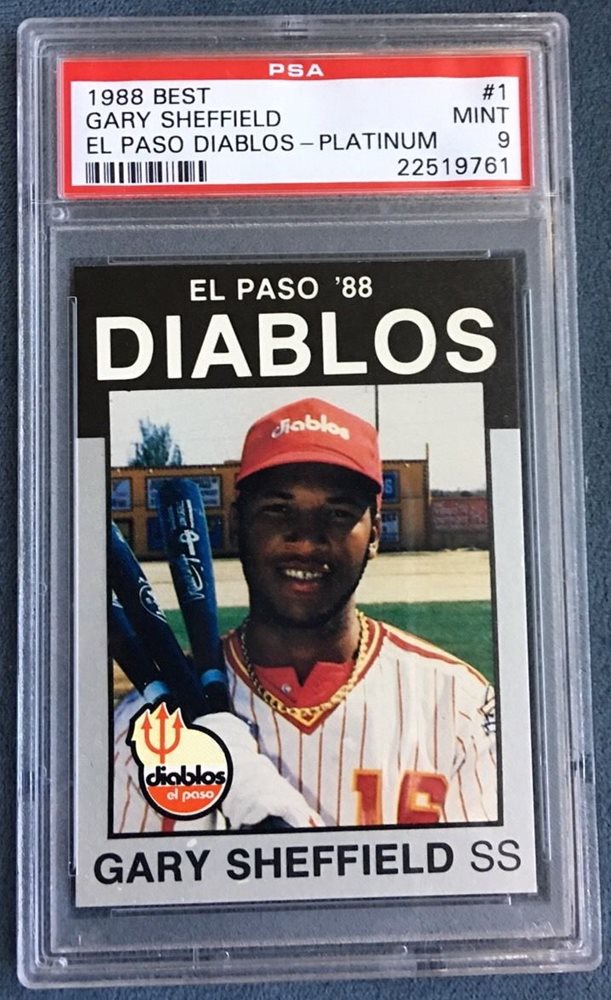 PSA
1988 BEST #1
GARY SHEFFIELD MINT
EL PASO DIABLOS - PLATINUM 9
22519761
EL PASO '88
DIABLOS
diablos
diablos
el paso
GARY SHEFFIELD SS